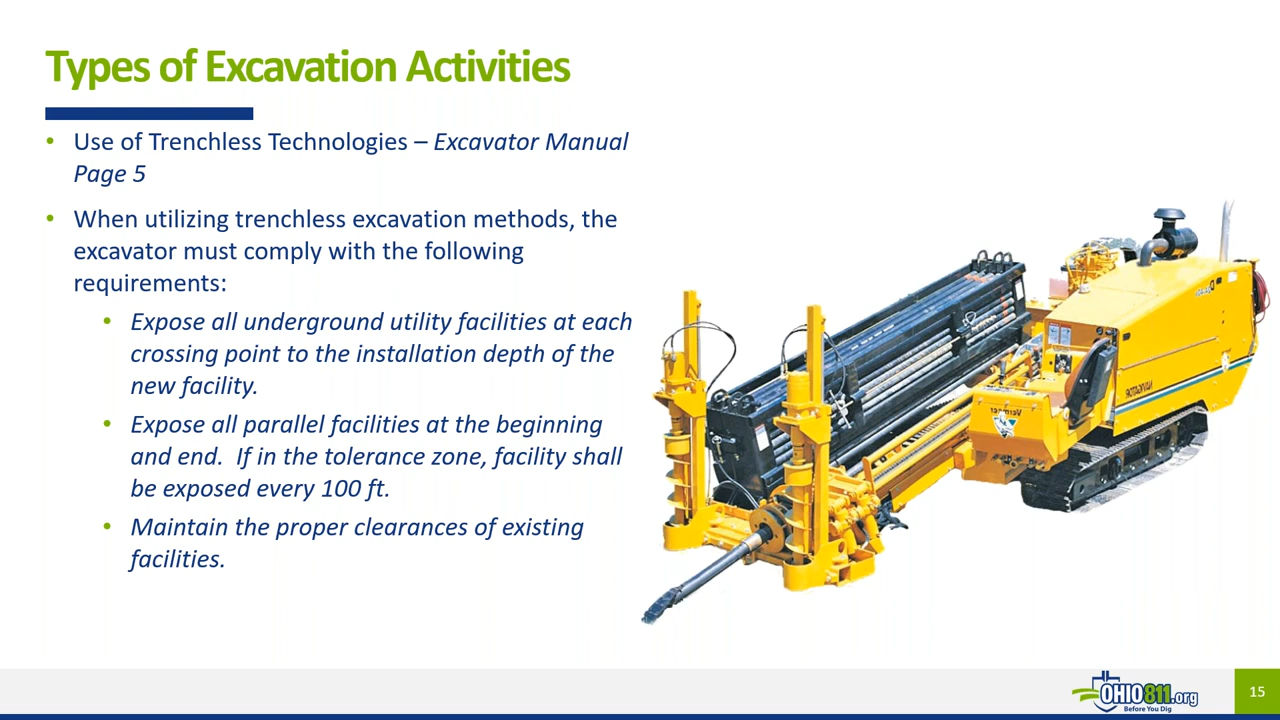 Types of Excavation Activities
• Use of Trenchless Technologies – Excavator Manual
Page 5
• When utilizing trenchless excavation methods, the
excavator must comply with the following
requirements:
• Expose all underground utility facilities at each
crossing point to the installation depth of the
new facility.
• Expose all parallel facilities at the beginning
and end.  If in the tolerance zone, facility shall
be exposed every 100 ft.
• Maintain the proper clearances of existing
facilities.
Vermeer
NAVIGATOR
OHIO811.org
Before You Dig
15